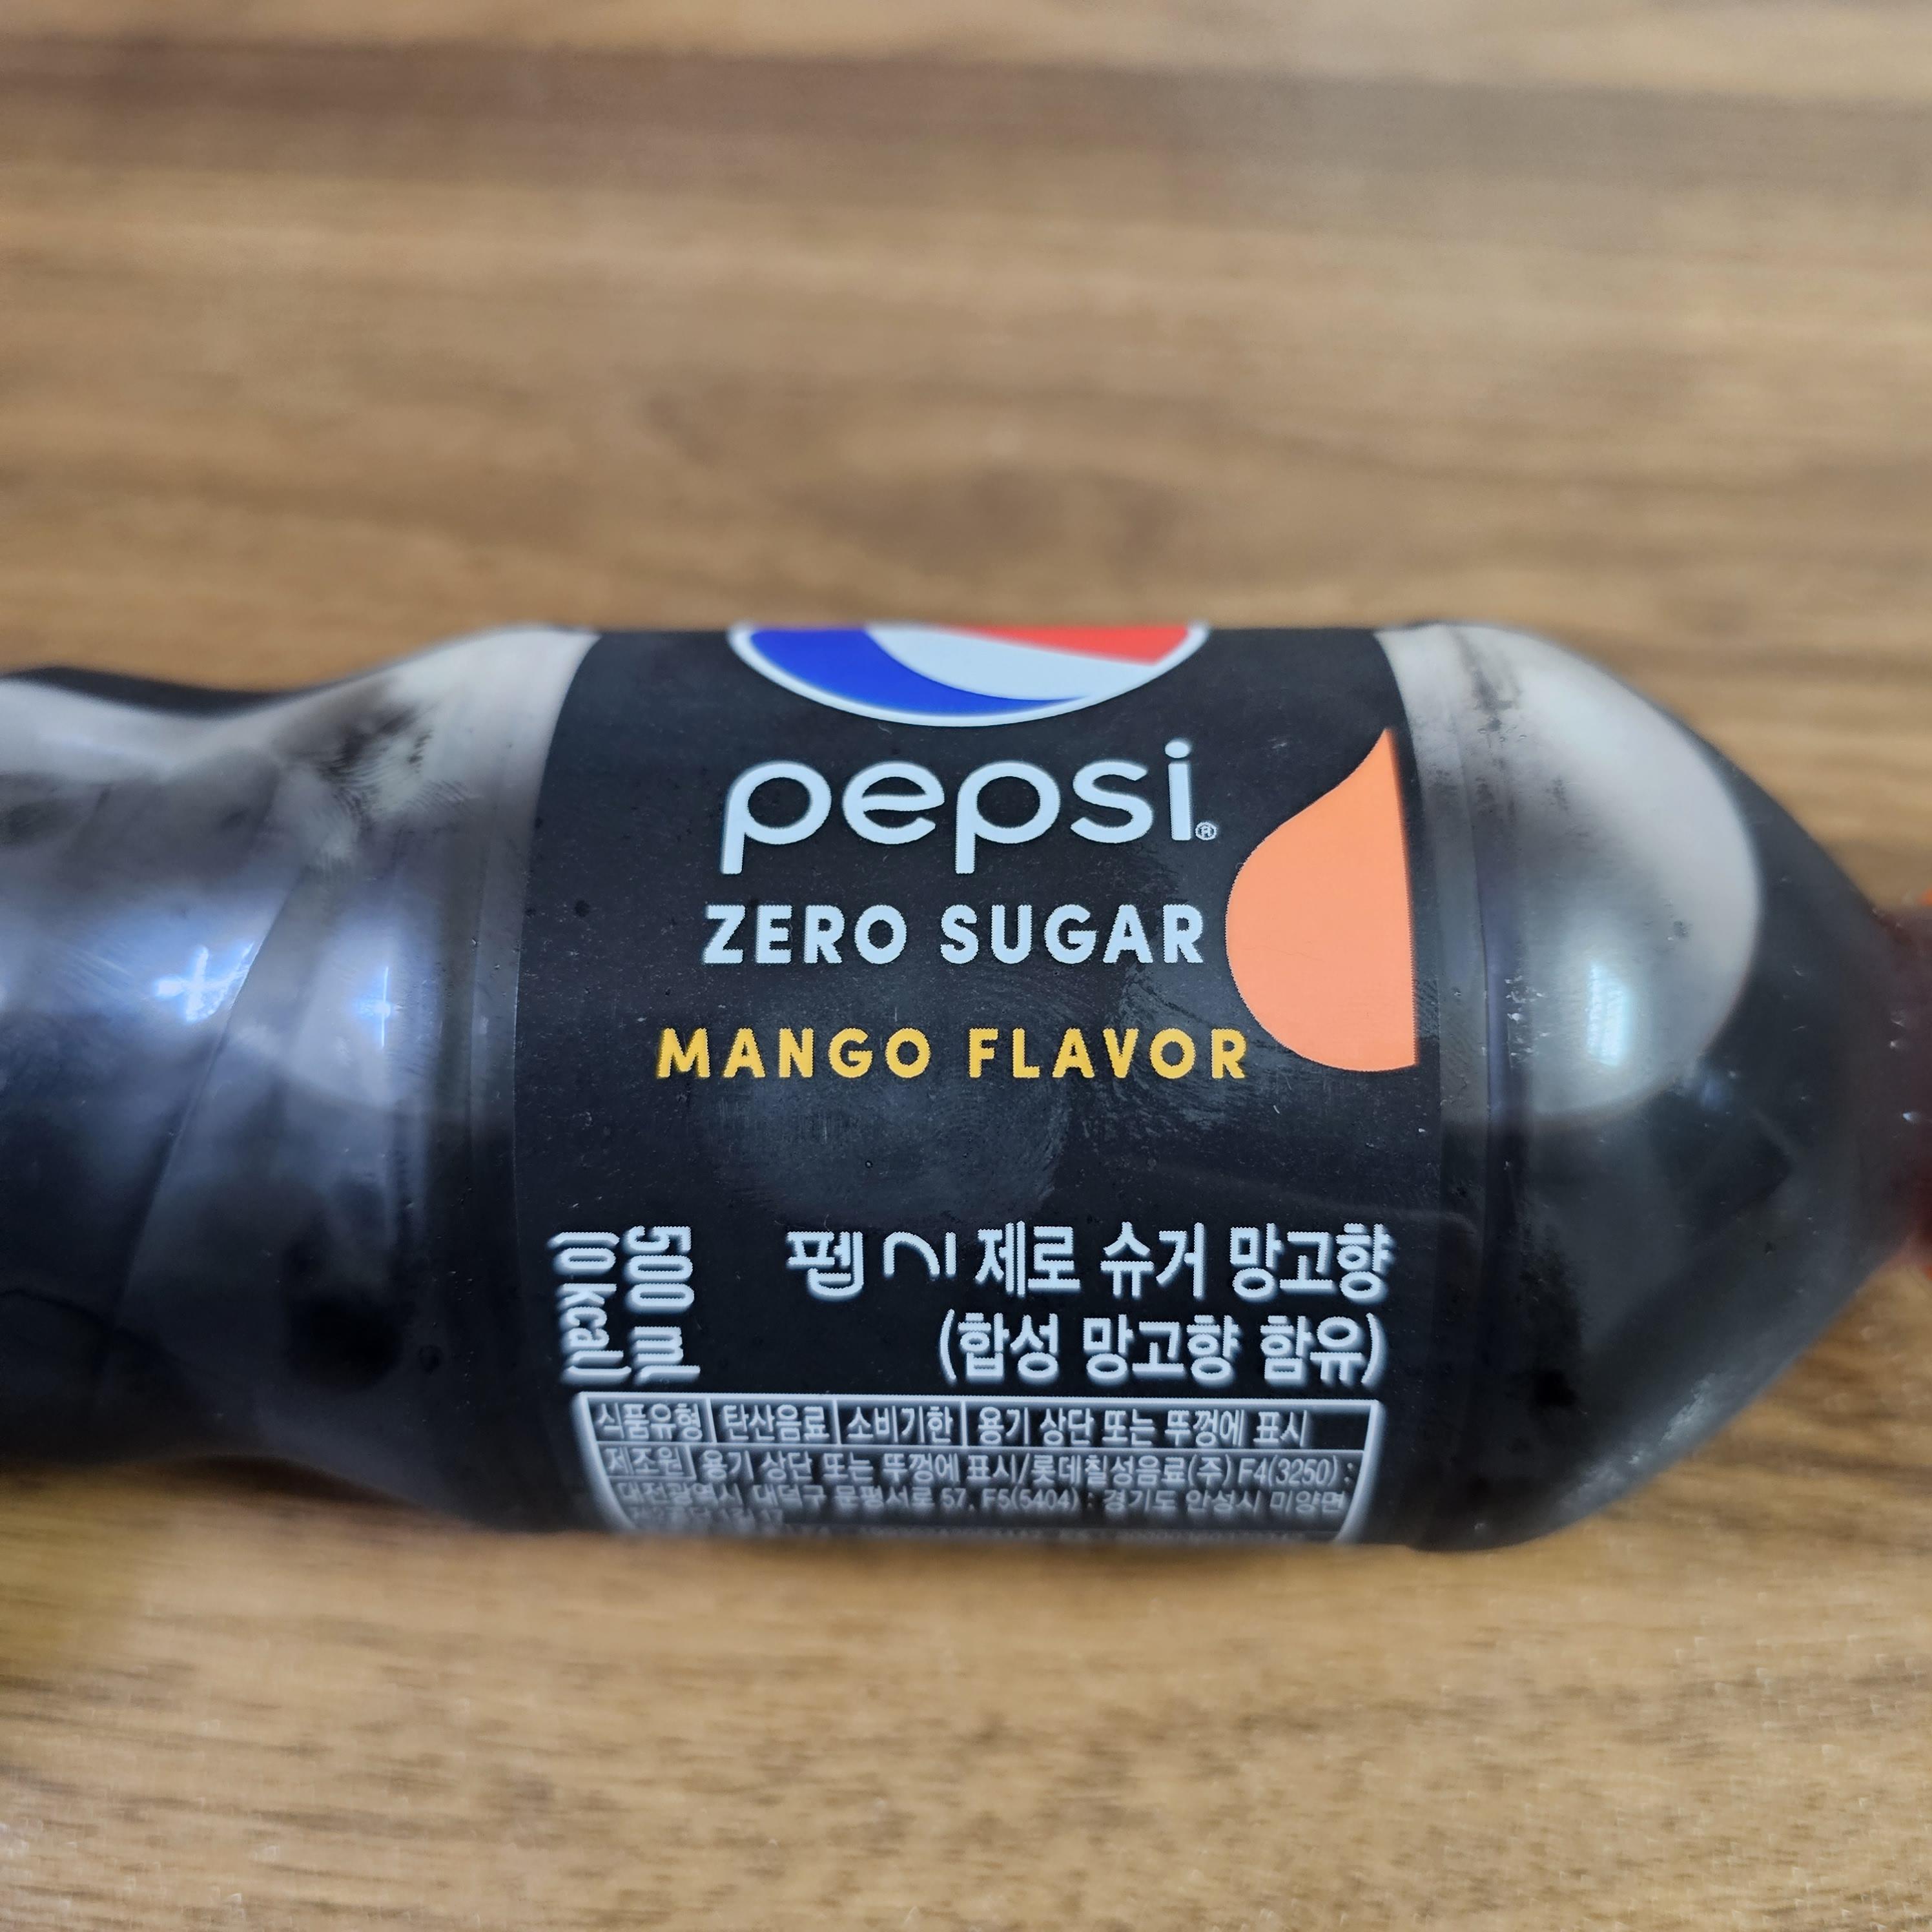 pepsi®
ZERO SUGAR
MANGO FLAVOR
500 ml
(0 kcal)
펩시 제로 슈거 망고향
(합성 망고향 함유)
식품유형 탄산음료 소비기한 용기 상단 또는 뚜껑에 표시
제조원 용기 상단 또는 뚜껑에 표시/롯데칠성음료(주) F4(3250) :
대전광역시 대덕구 문평서로 57, F5(5404) : 경기도 안성시 미양면